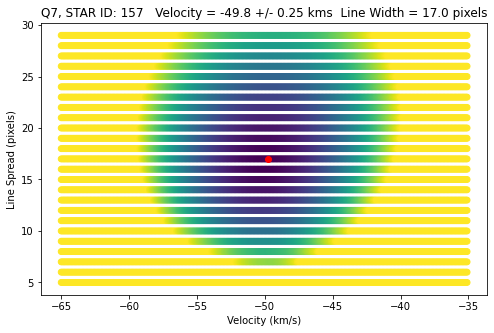 Q7, STAR ID: 157   Velocity = -49.8 +/- 0.25 kms  Line Width = 17.0 pixels
30
25
20
15
10
5
Line Spread (pixels)
−65 −60 −55 −50 −45 −40 −35
Velocity (km/s)